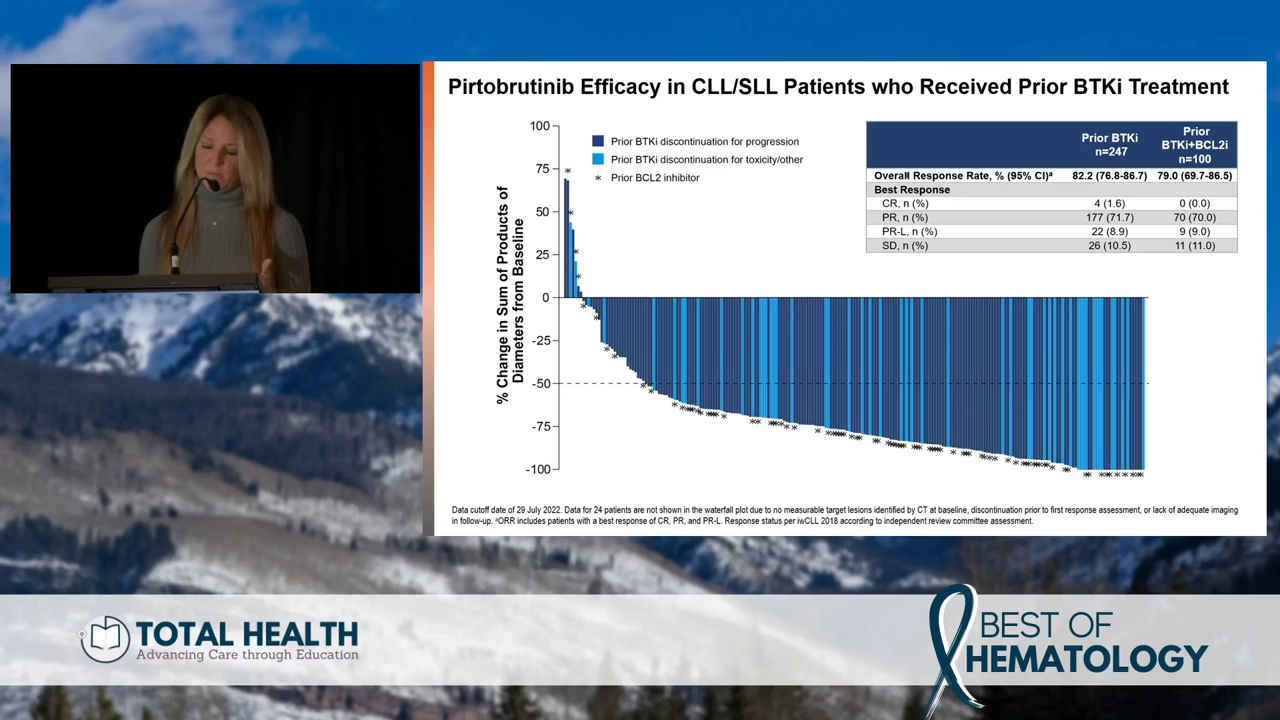 Pirtobrutinib Efficacy in CLL/SLL Patients who Received Prior BTKi Treatment
% Change in Sum of Products of
Diameters from Baseline
100
75
50
25
0
-25
-50
-75
-100
Prior BTKi discontinuation for progression
Prior BTKi discontinuation for toxicity/other
* Prior BCL2 inhibitor
Prior BTKi
n=247
Prior
BTKi+BCL2i
n=100
Overall Response Rate, % (95% CI)ᵃ 82.2 (76.8-86.7) 79.0 (69.7-86.5)
Best Response
CR, n (%) 4 (1.6) 0 (0.0)
PR, n (%) 177 (71.7) 70 (70.0)
PR-L, n (%) 22 (8.9) 9 (9.0)
SD, n (%) 26 (10.5) 11 (11.0)
Data cutoff date of 29 July 2022. Data for 24 patients are not shown in the waterfall plot due to no measurable target lesions identified by CT at baseline, discontinuation prior to first response assessment, or lack of adequate imaging
in follow-up. ᵃORR includes patients with a best response of CR, PR, and PR-L. Response status per iwCLL 2018 according to independent review committee assessment.
TOTAL HEALTH
Advancing Care through Education
BEST OF
HEMATOLOGY